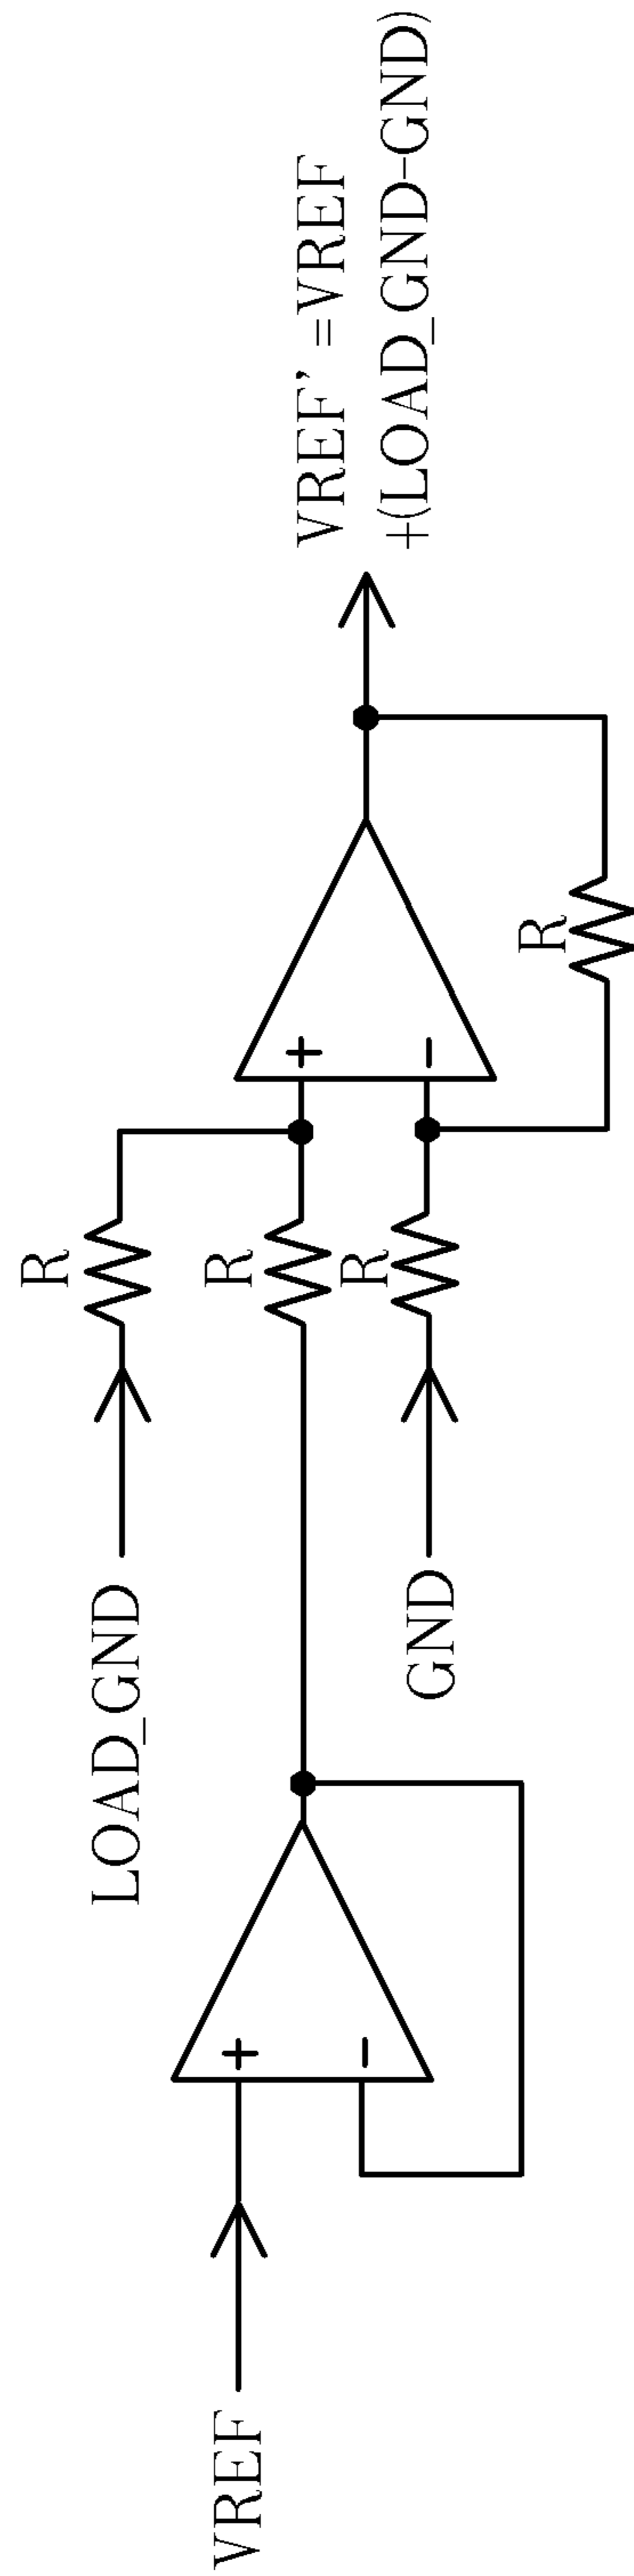 VREF
+
-
LOAD_GND
GND
R
R
R
+
-
R
VREF' =VREF
+(LOAD_GND-GND)